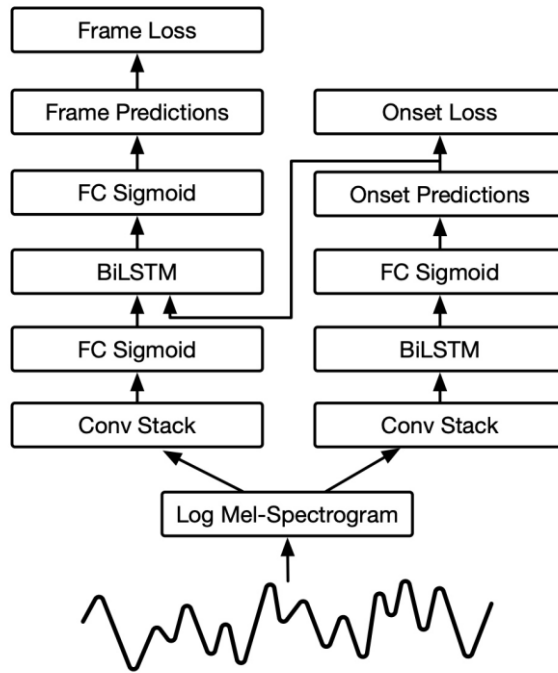 Frame Loss
Frame Predictions
FC Sigmoid
BiLSTM
FC Sigmoid
Conv Stack
Onset Loss
Onset Predictions
FC Sigmoid
BiLSTM
Conv Stack
Log Mel-Spectrogram